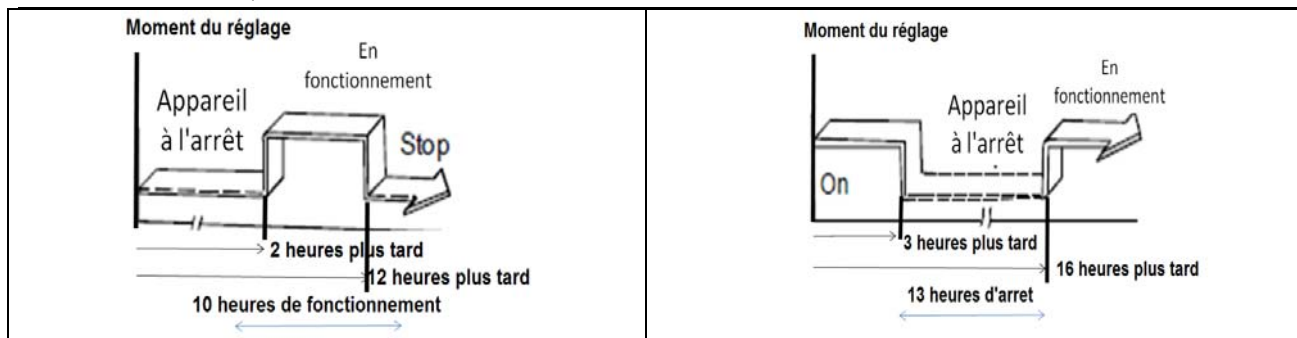 Moment du réglage
En
fonctionnement
Appareil
à l'arrêt
Stop
2 heures plus tard
12 heures plus tard
10 heures de fonctionnement
Moment du réglage
En
fonctionnement
Appareil
à l'arrêt
On
3 heures plus tard
16 heures plus tard
13 heures d'arret